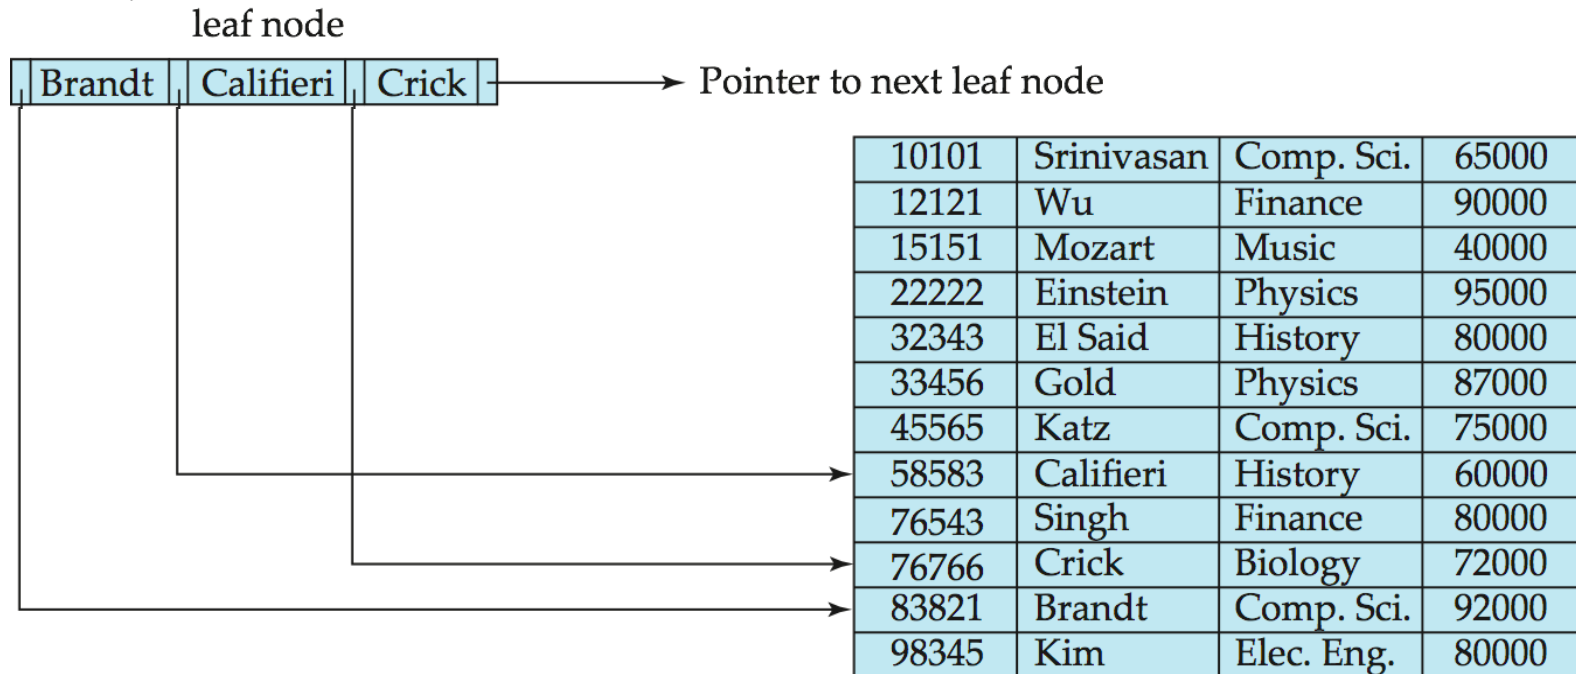 leaf node
Brandt Califieri Crick
Pointer to next leaf node
10101 Srinivasan Comp. Sci. 65000
12121 Wu Finance 90000
15151 Mozart Music 40000
22222 Einstein Physics 95000
32343 El Said History 80000
33456 Gold Physics 87000
45565 Katz Comp. Sci. 75000
58583 Califieri History 60000
76543 Singh Finance 80000
76766 Crick Biology 72000
83821 Brandt Comp. Sci. 92000
98345 Kim Elec. Eng. 80000